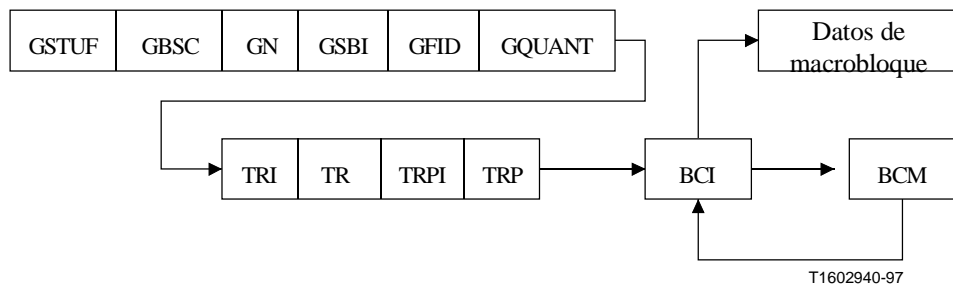 GSTUF GBSC GN GSBI GFID GQUANT
Datos de
macrobloque
TRI TR TRPI TRP BCI BCM
T1602940-97